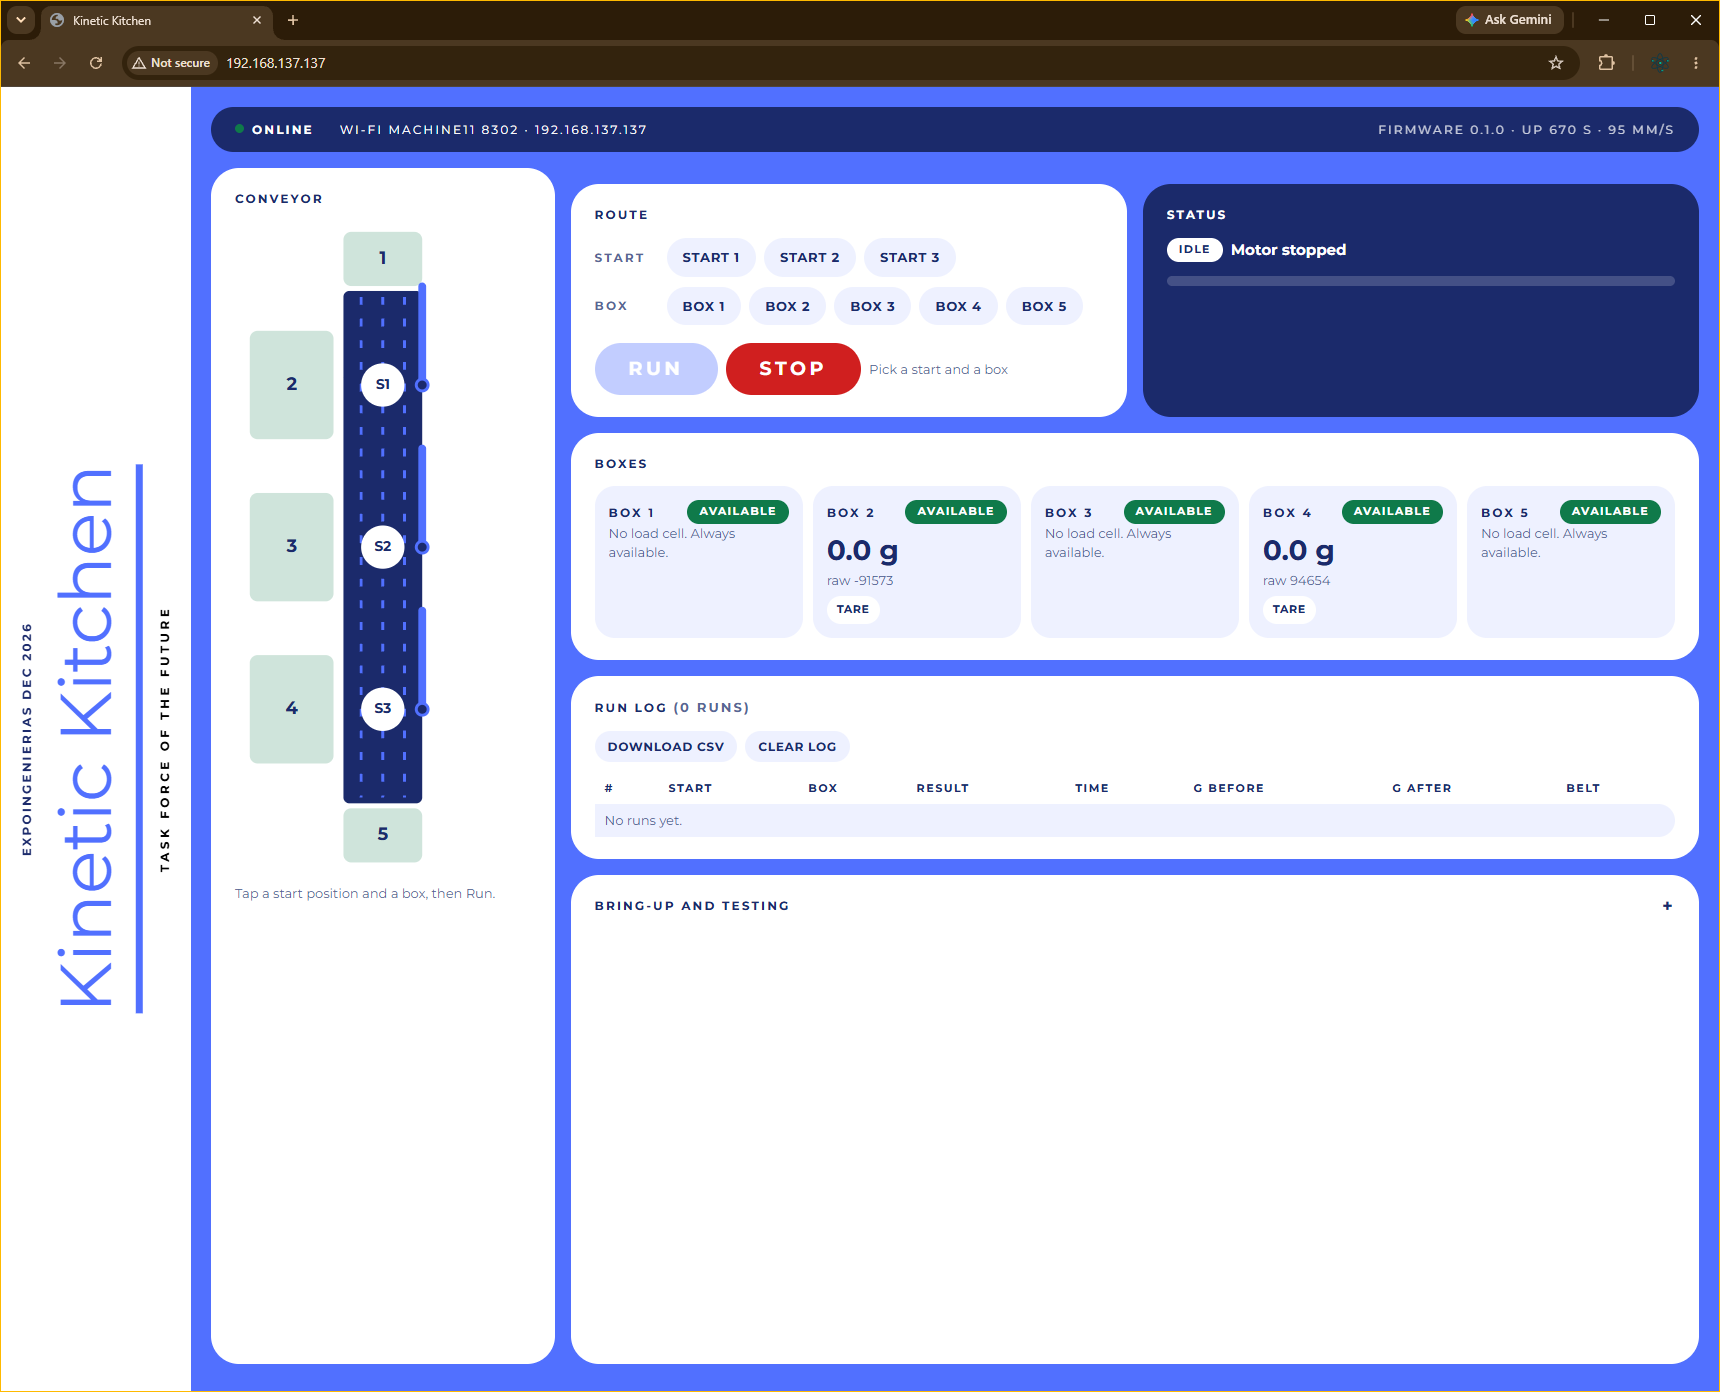 Kinetic Kitchen
Ask Gemini
Not secure
192.168.137.137
EXPOINGENIERIAS DEC 2026
Kinetic Kitchen
TASK FORCE OF THE FUTURE
ONLINE WI-FI MACHINE11 8302 · 192.168.137.137
FIRMWARE 0.1.0 · UP 670 S · 95 MM/S
CONVEYOR
1
2
S1
3
S2
4
S3
5
Tap a start position and a box, then Run.
ROUTE
START START 1 START 2 START 3
BOX BOX 1 BOX 2 BOX 3 BOX 4 BOX 5
RUN STOP Pick a start and a box
STATUS
IDLE Motor stopped
BOXES
BOX 1 AVAILABLE
No load cell. Always
available.
BOX 2 AVAILABLE
0.0 g
raw -91573
TARE
BOX 3 AVAILABLE
No load cell. Always
available.
BOX 4 AVAILABLE
0.0 g
raw 94654
TARE
BOX 5 AVAILABLE
No load cell. Always
available.
RUN LOG (0 RUNS)
DOWNLOAD CSV CLEAR LOG
# START BOX RESULT TIME G BEFORE G AFTER BELT
No runs yet.
BRING-UP AND TESTING +